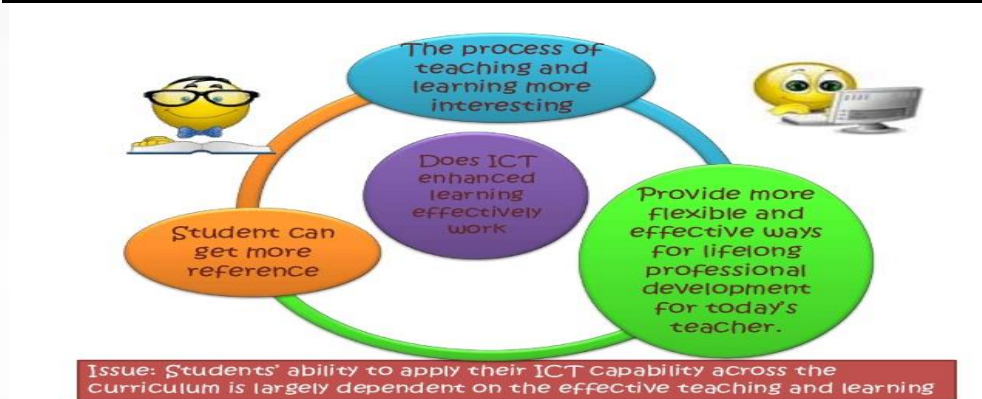 The process of
teaching and
learning more
interesting
Does ICT
enhanced
learning
effectively
work
Provide more
flexible and
effective ways
for lifelong
professional
development
for today's
teacher.
Student can
get more
reference
Issue: Students' ability to apply their ICT capability across the
curriculum is largely dependent on the effective teaching and learning